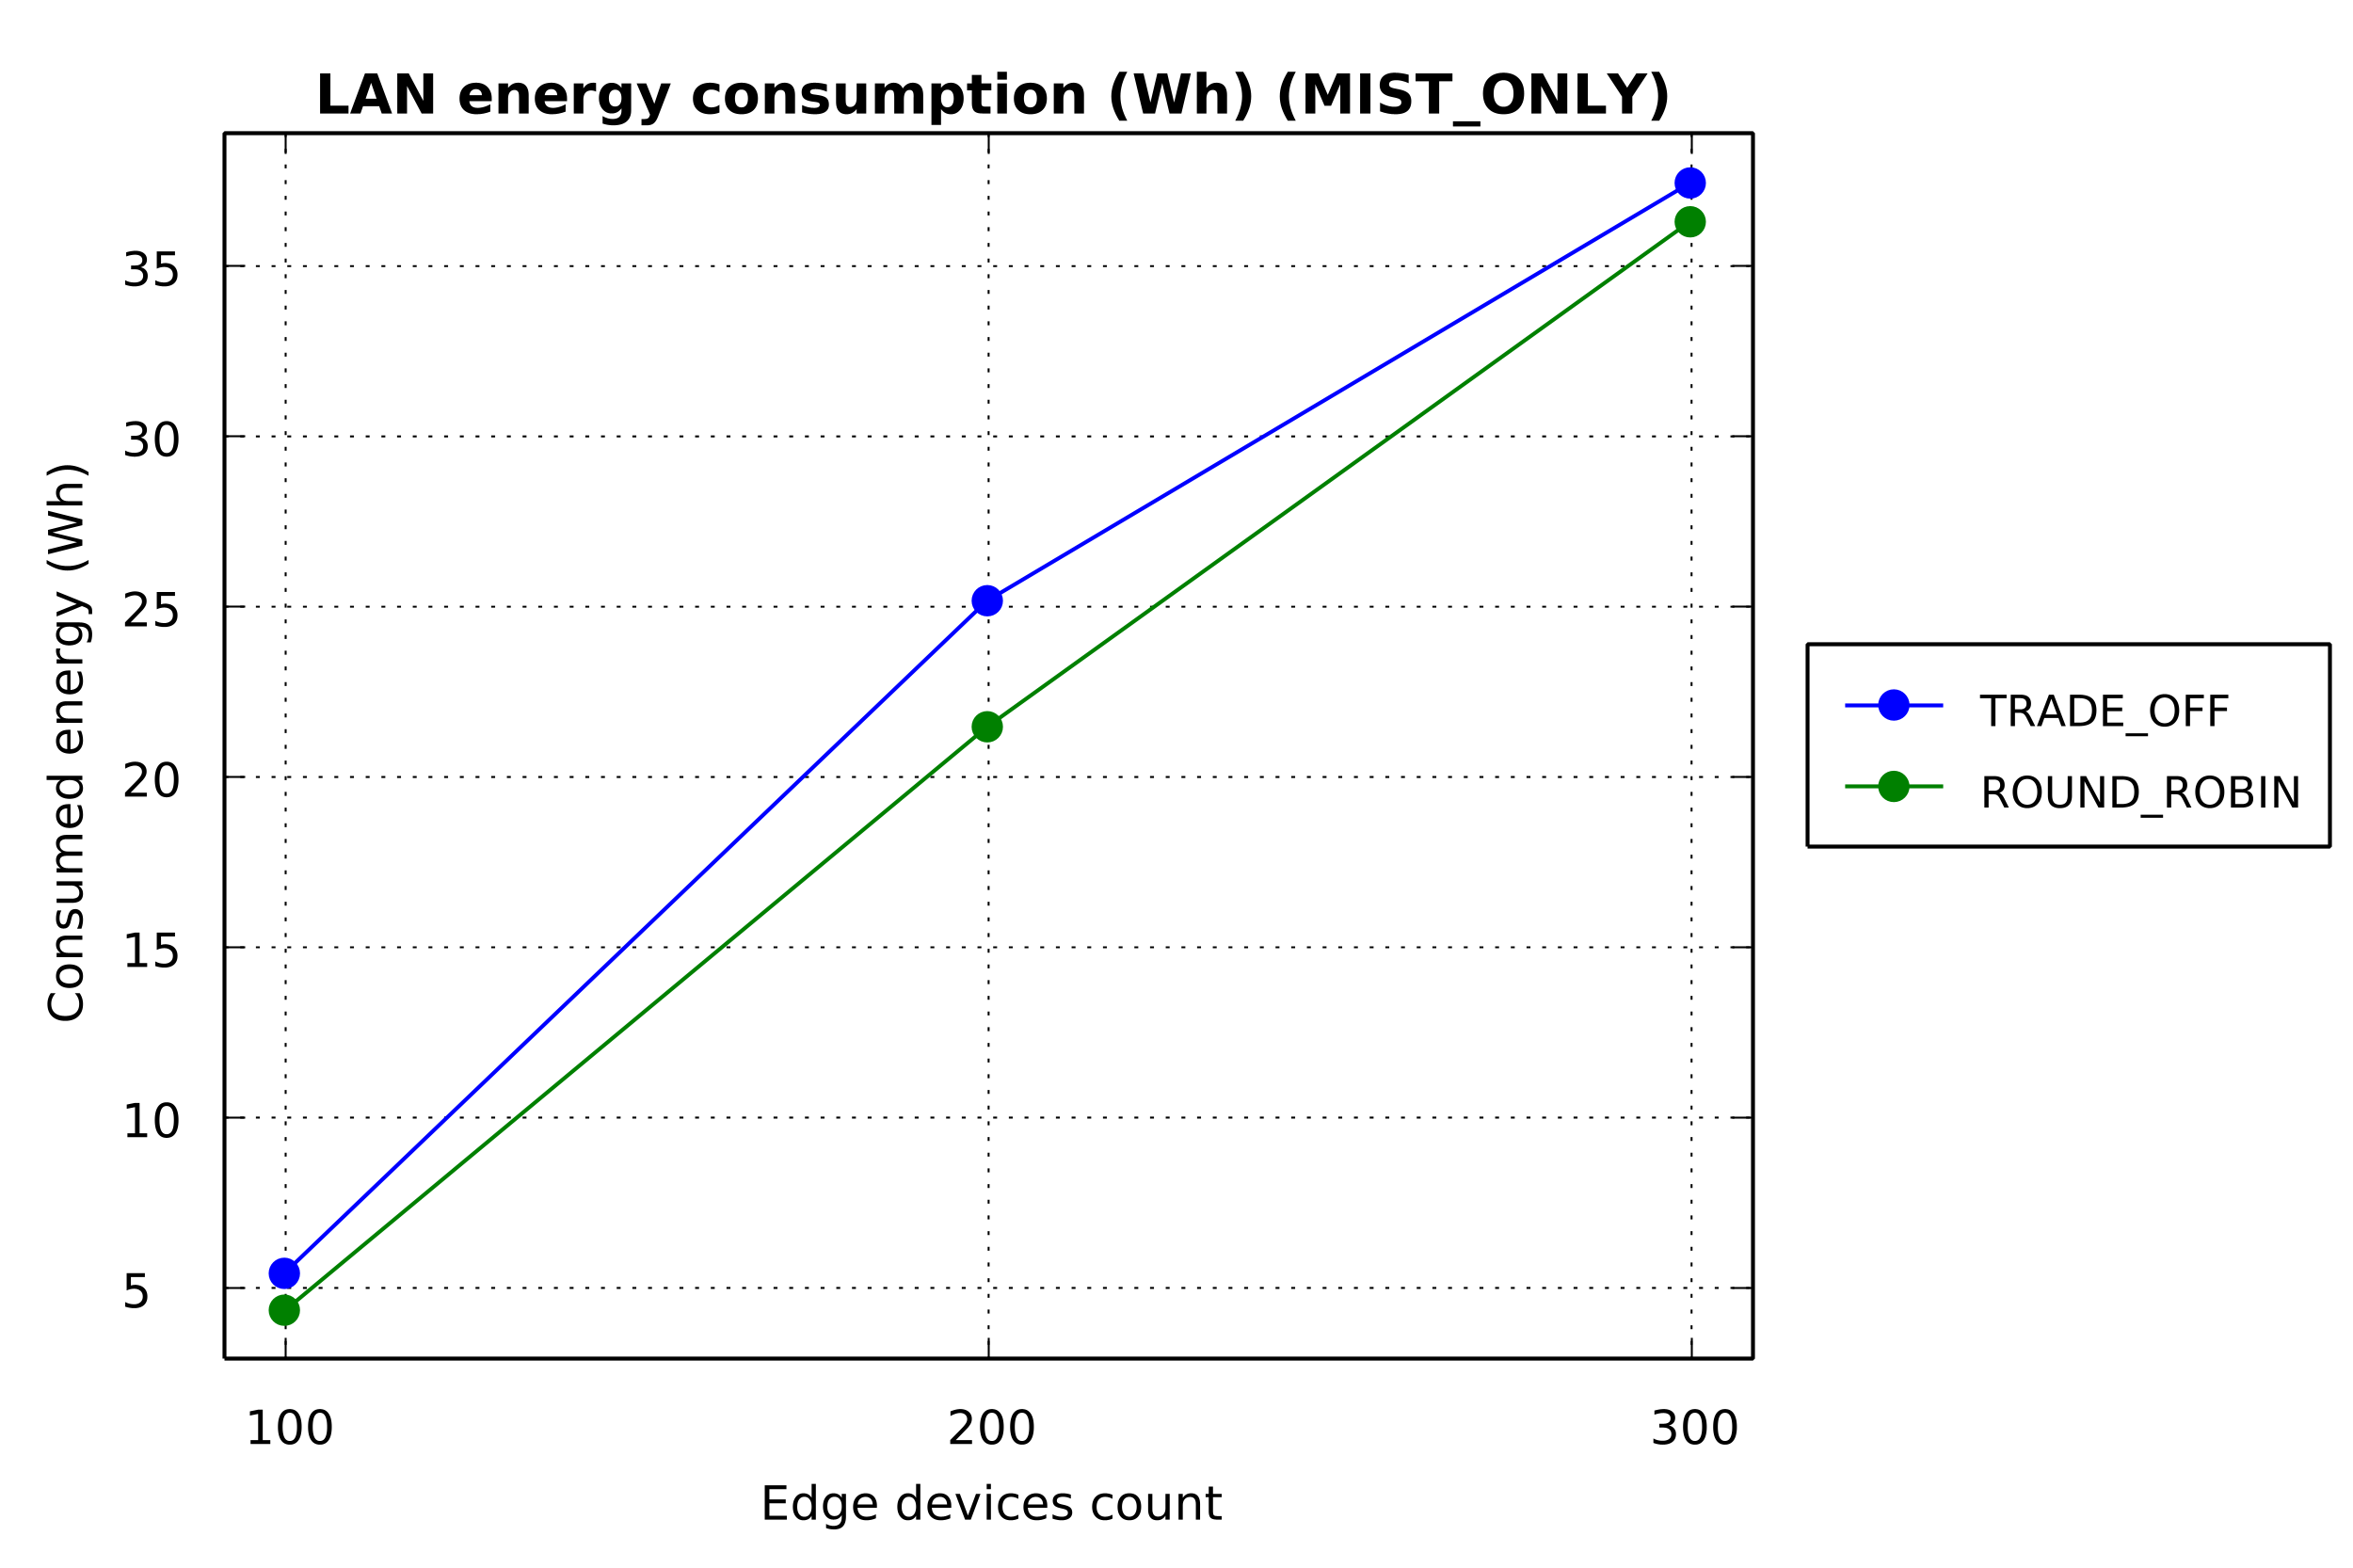 LAN energy consumption (Wh) (MIST_ONLY)
Consumed energy (Wh)
35
30
25
20
15
10
5
100 200 300
Edge devices count
TRADE_OFF
ROUND_ROBIN